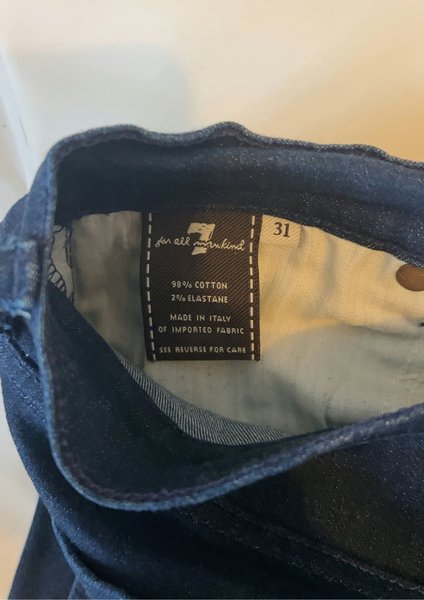 7
for all mankind
31
98% COTTON
2% ELASTANE
MADE IN ITALY
OF IMPORTED FABRIC
SEE REVERSE FOR CARE